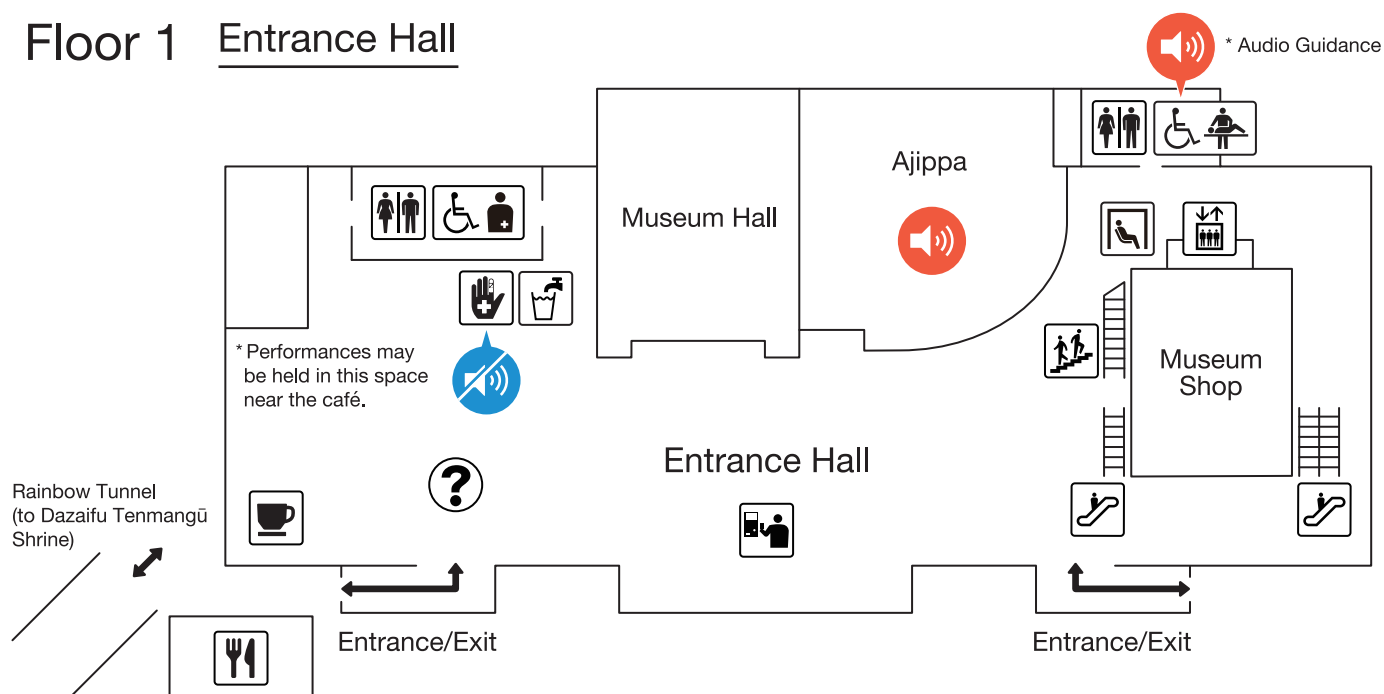 Floor 1 Entrance Hall
* Audio Guidance
Ajippa
Museum Hall
* Performances may
be held in this space
near the café.
Museum
Shop
Entrance Hall
?
Rainbow Tunnel
(to Dazaifu Tenmangū
Shrine)
Entrance/Exit
Entrance/Exit